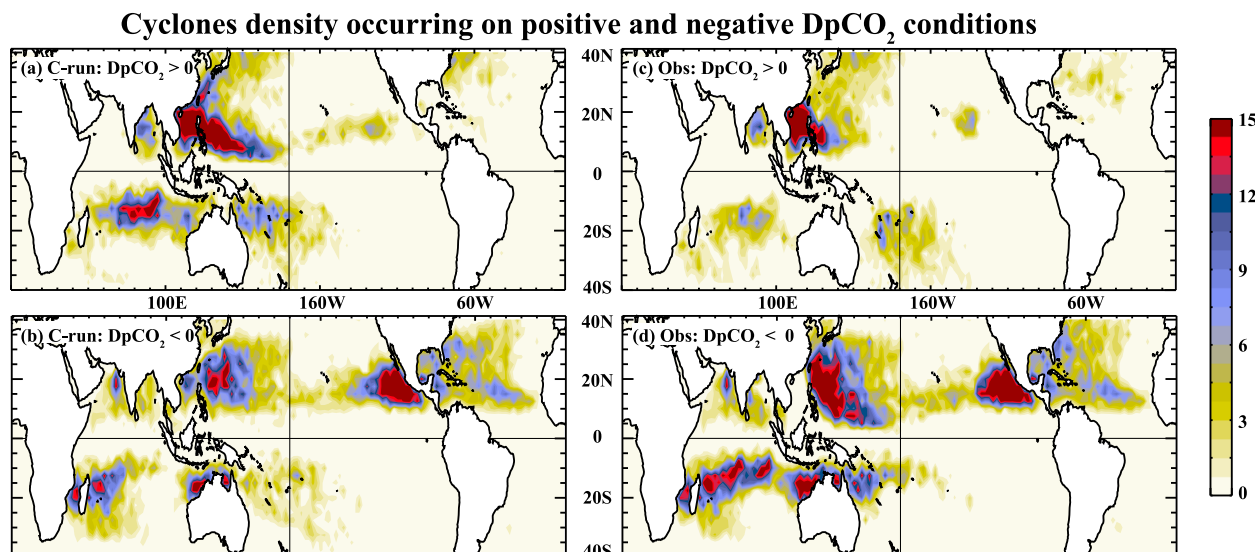 Cyclones density occurring on positive and negative DpCO₂ conditions
(a) C-run: DpCO₂ > 0
(c) Obs: DpCO₂ > 0
40N
20N
0
20S
40S
100E 160W 60W
100E 160W 60W
(b) C-run: DpCO₂ < 0
(d) Obs: DpCO₂ < 0
40N
20N
0
20S
40S
15
12
9
6
3
0